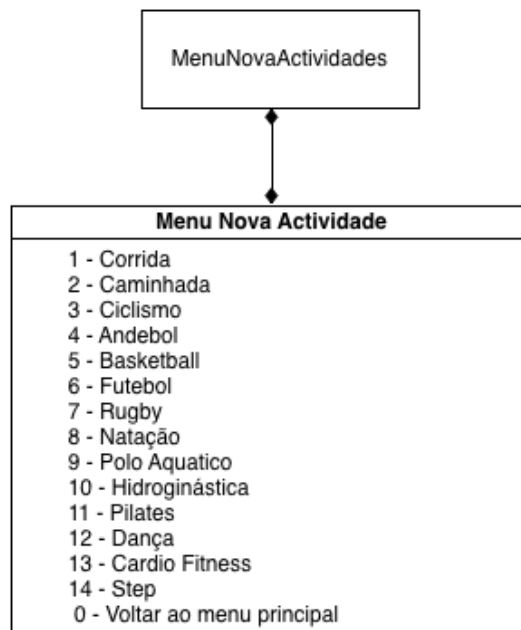 MenuNovaActividades
Menu Nova Actividade
1 - Corrida
2 - Caminhada
3 - Ciclismo
4 - Andebol
5 - Basketball
6 - Futebol
7 - Rugby
8 - Natação
9 - Polo Aquatico
10 - Hidroginástica
11 - Pilates
12 - Dança
13 - Cardio Fitness
14 - Step
0 - Voltar ao menu principal